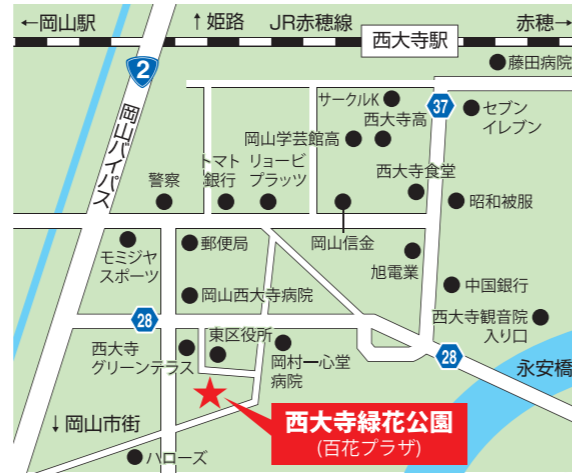 ←岡山駅
↑姫路
JR赤穂線
西大寺駅
赤穂→
2
藤田病院
サークルK
37
セブン
イレブン
西大寺高
岡山学芸館高
岡山バイパス
トマト
銀行
リョービ
プラッツ
西大寺食堂
警察
昭和被服
モミジヤ
スポーツ
郵便局
岡山信金
旭電業
中国銀行
岡山西大寺病院
西大寺観音院
入り口
28
東区役所
西大寺
グリーンテラス
岡村一心堂
病院
28
永安橋
↓岡山市街
西大寺緑花公園
(百花プラザ)
ハローズ